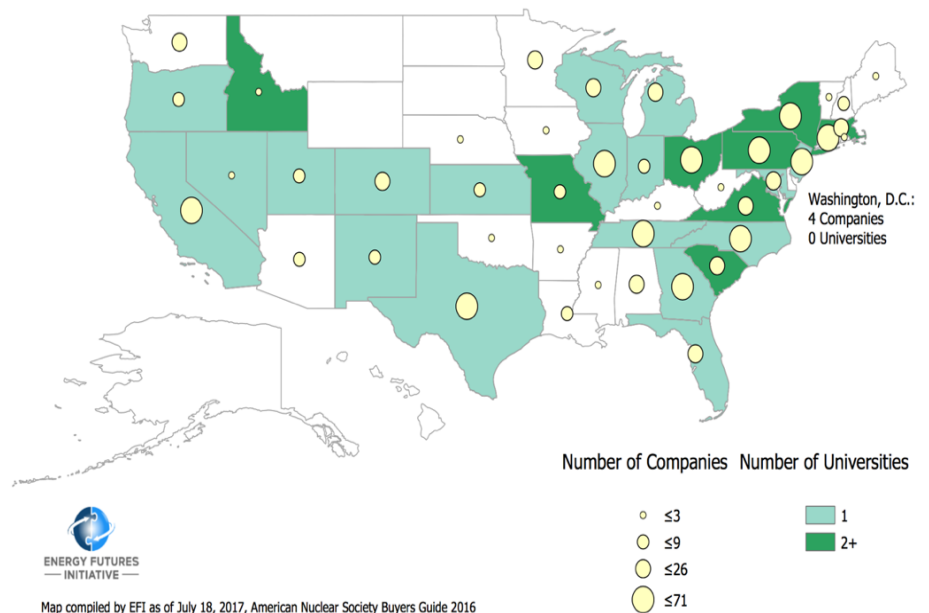 Washington, D.C.:
4 Companies
0 Universities
Number of Companies
≤3
≤9
≤26
≤71
Number of Universities
1
2+
ENERGY FUTURES
INITIATIVE
Map compiled by EFI as of July 18, 2017, American Nuclear Society Buyers Guide 2016